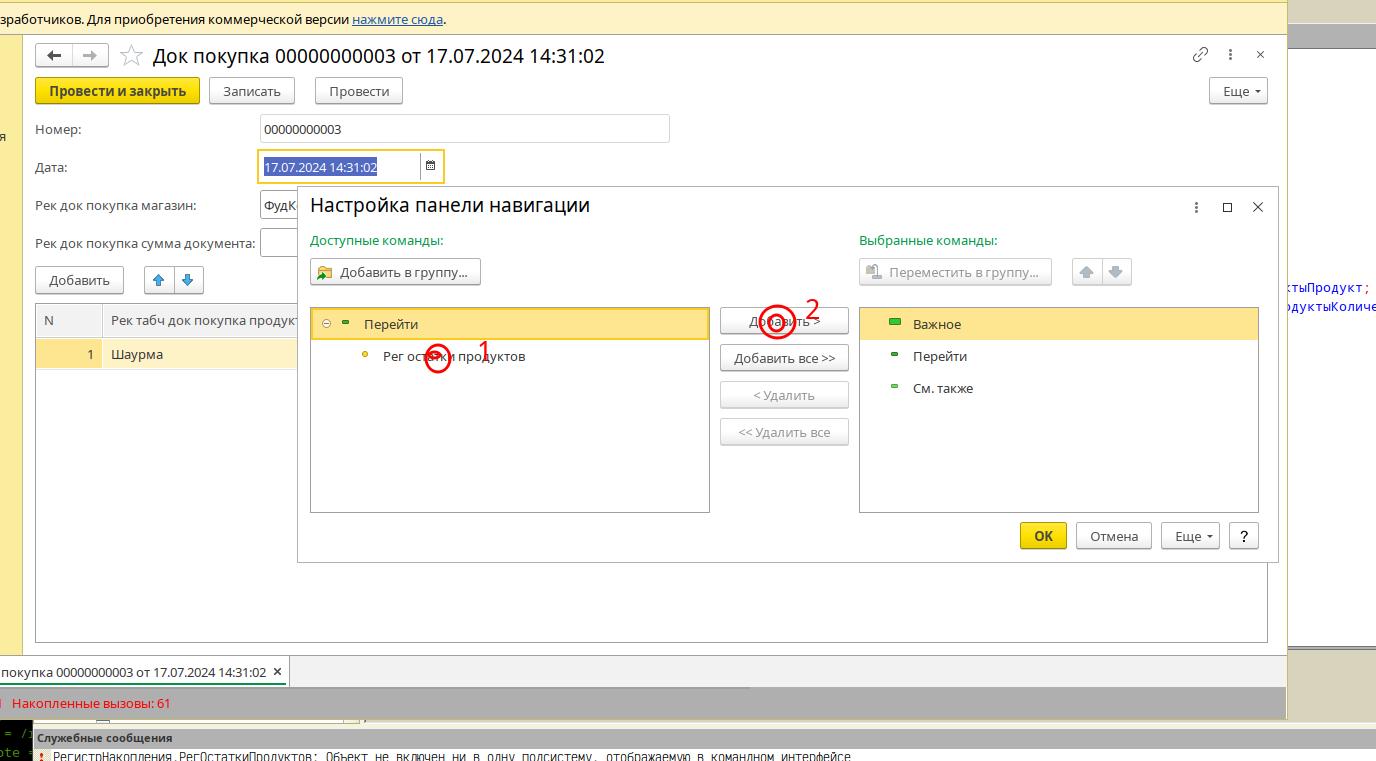 зработчиков. Для приобретения коммерческой версии нажмите сюда.
Док покупка 00000000003 от 17.07.2024 14:31:02
Провести и закрыть Записать Провести Еще
Номер: 00000000003
Дата: 17.07.2024 14:31:02
я
Рек док покупка магазин: ФудК
Рек док покупка сумма документа:
Добавить
N Рек табч док покупка продукт
1 Шаурма
Настройка панели навигации
Доступные команды: Выбранные команды:
Добавить в группу... Переместить в группу...
Перейти
Рег остатки продуктов
1
Добавить >
2
Добавить все >>
< Удалить
<< Удалить все
Важное
Перейти
См. также
OK Отмена Еще ?
ктыПродукт;
одуктыКоличе
покупка 00000000003 от 17.07.2024 14:31:02
Накопленные вызовы: 61
= /
ote =
Служебные сообщения
РегистрНакопления.РегОстаткиПродуктов: Объект не включен ни в одну подсистему, отображаемую в командном интерфейсе